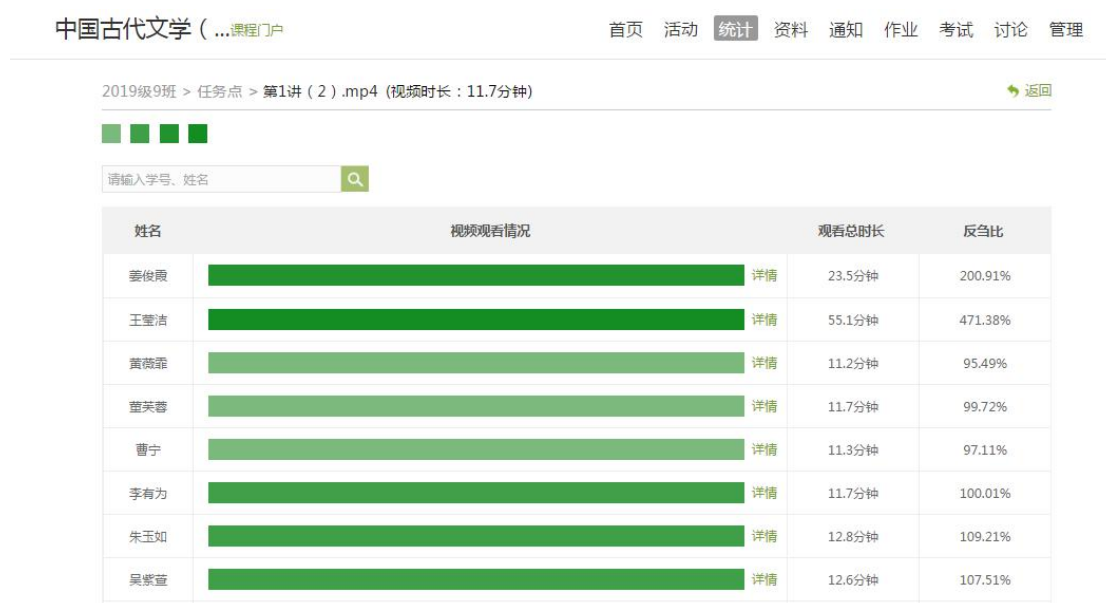 中国古代文学（...课程门户
首页 活动 统计 资料 通知 作业 考试 讨论 管理
2019级9班 > 任务点 > 第1讲（2）.mp4（视频时长：11.7分钟） 返回
请输入学号、姓名
姓名 视频观看情况 观看总时长 反刍比
姜俊霞 详情 23.5分钟 200.91%
王莹洁 详情 55.1分钟 471.38%
黄薇霏 详情 11.2分钟 95.49%
董芙蓉 详情 11.7分钟 99.72%
曹宁 详情 11.3分钟 97.11%
李有为 详情 11.7分钟 100.01%
朱玉如 详情 12.8分钟 109.21%
吴紫萱 详情 12.6分钟 107.51%